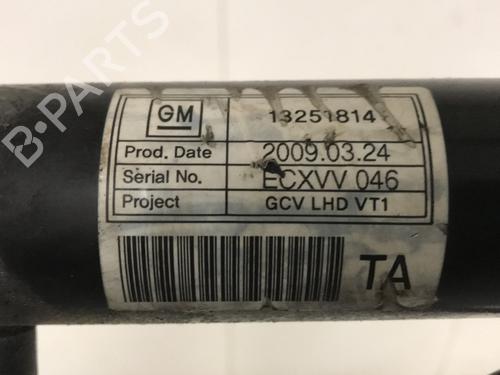 GM 13251814
Prod. Date 2009.03.24
Serial No. ECXVV 046
Project GCV LHD VT1
TA
B-Parts